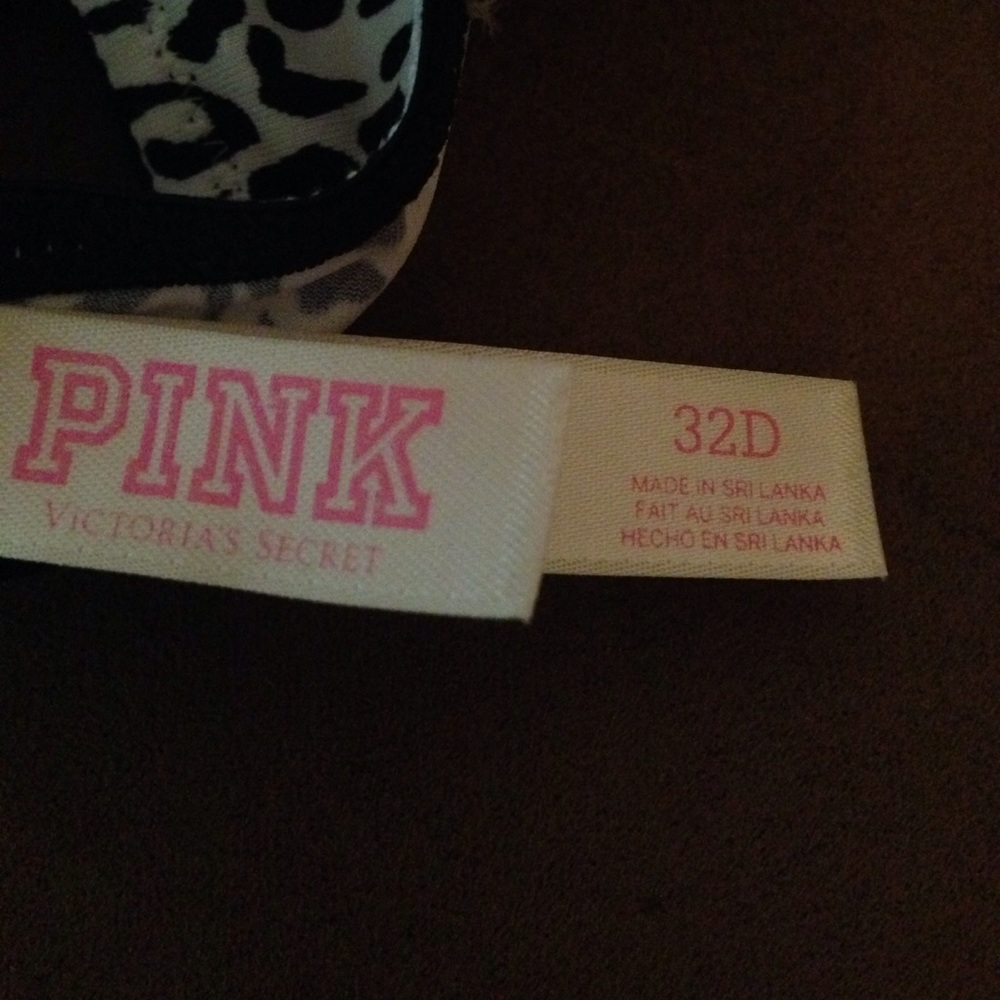 PINK
VICTORIA'S SECRET
32D
MADE IN SRI LANKA
FAIT AU SRI LANKA
HECHO EN SRI LANKA